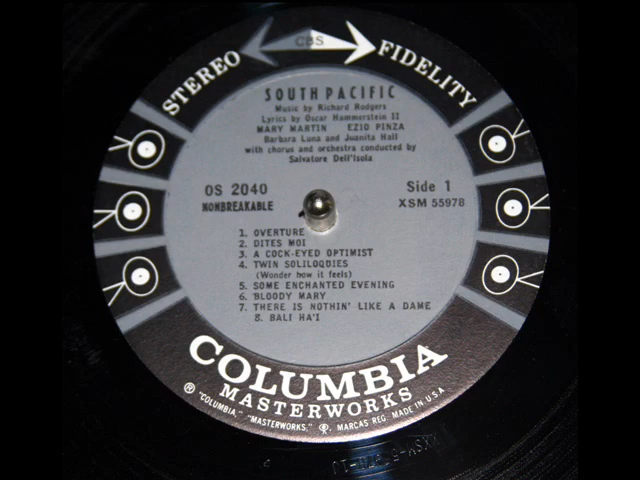 CBS
STEREO FIDELITY
SOUTH PACIFIC
Music by Richard Rodgers
Lyrics by Oscar Hammerstein II
MARY MARTIN EZIO PINZA
Barbara Luna and Juanita Hall
with chorus and orchestra conducted by
Salvatore Dell'Isola
OS 2040 Side 1
NONBREAKABLE XSM 55978
1. OVERTURE
2. DITES MOI
3. A COCK-EYED OPTIMIST
4. TWIN SOLILOQUIES
(Wonder how it feels)
5. SOME ENCHANTED EVENING
6. BLOODY MARY
7. THERE IS NOTHIN' LIKE A DAME
8. BALI HA'I
COLUMBIA
MASTERWORKS
® "COLUMBIA," "MASTERWORKS," MARCAS REG. MADE IN U.S.A.